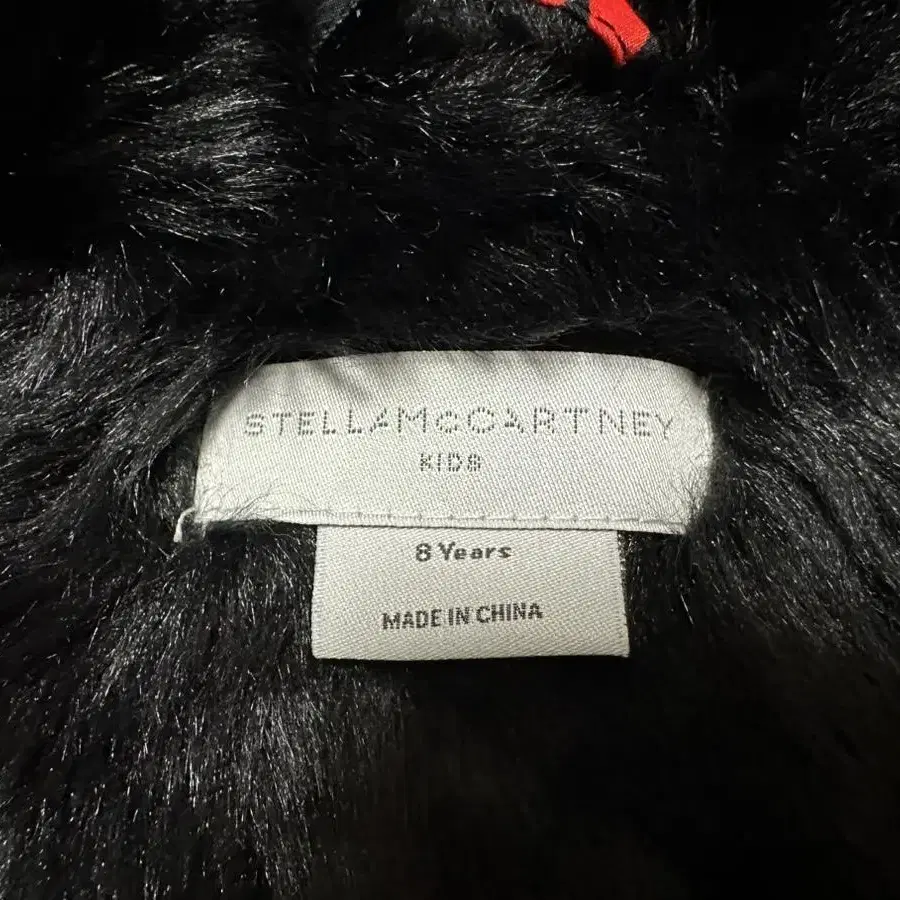 STELLAMcCARTNEY
KIDS
8 Years
MADE IN CHINA